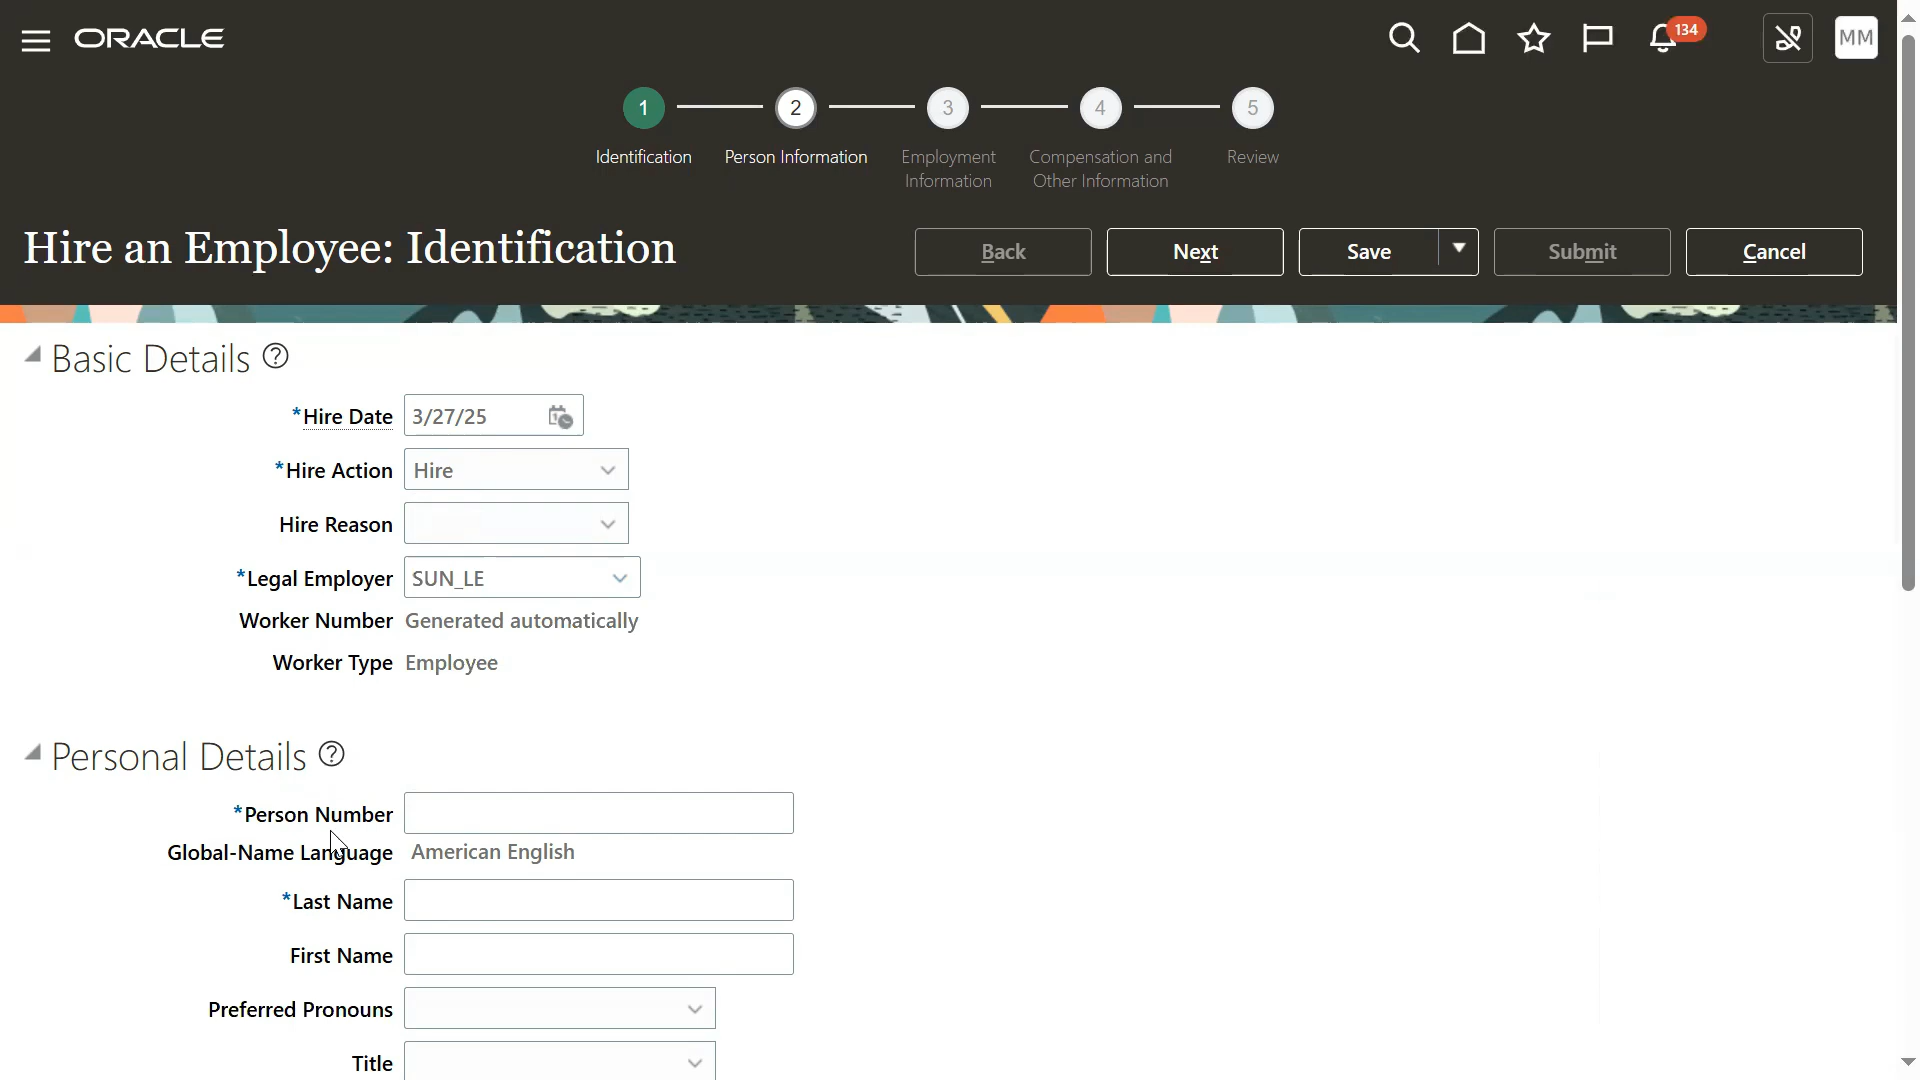 ORACLE
134
MM
1
2
3
4
5
Identification
Person Information
Employment
Information
Compensation and
Other Information
Review
Hire an Employee: Identification
Back
Next
Save
Submit
Cancel
Basic Details ?
*Hire Date 3/27/25
*Hire Action Hire
Hire Reason
*Legal Employer SUN_LE
Worker Number Generated automatically
Worker Type Employee
Personal Details ?
*Person Number
Global-Name Language American English
*Last Name
First Name
Preferred Pronouns
Title